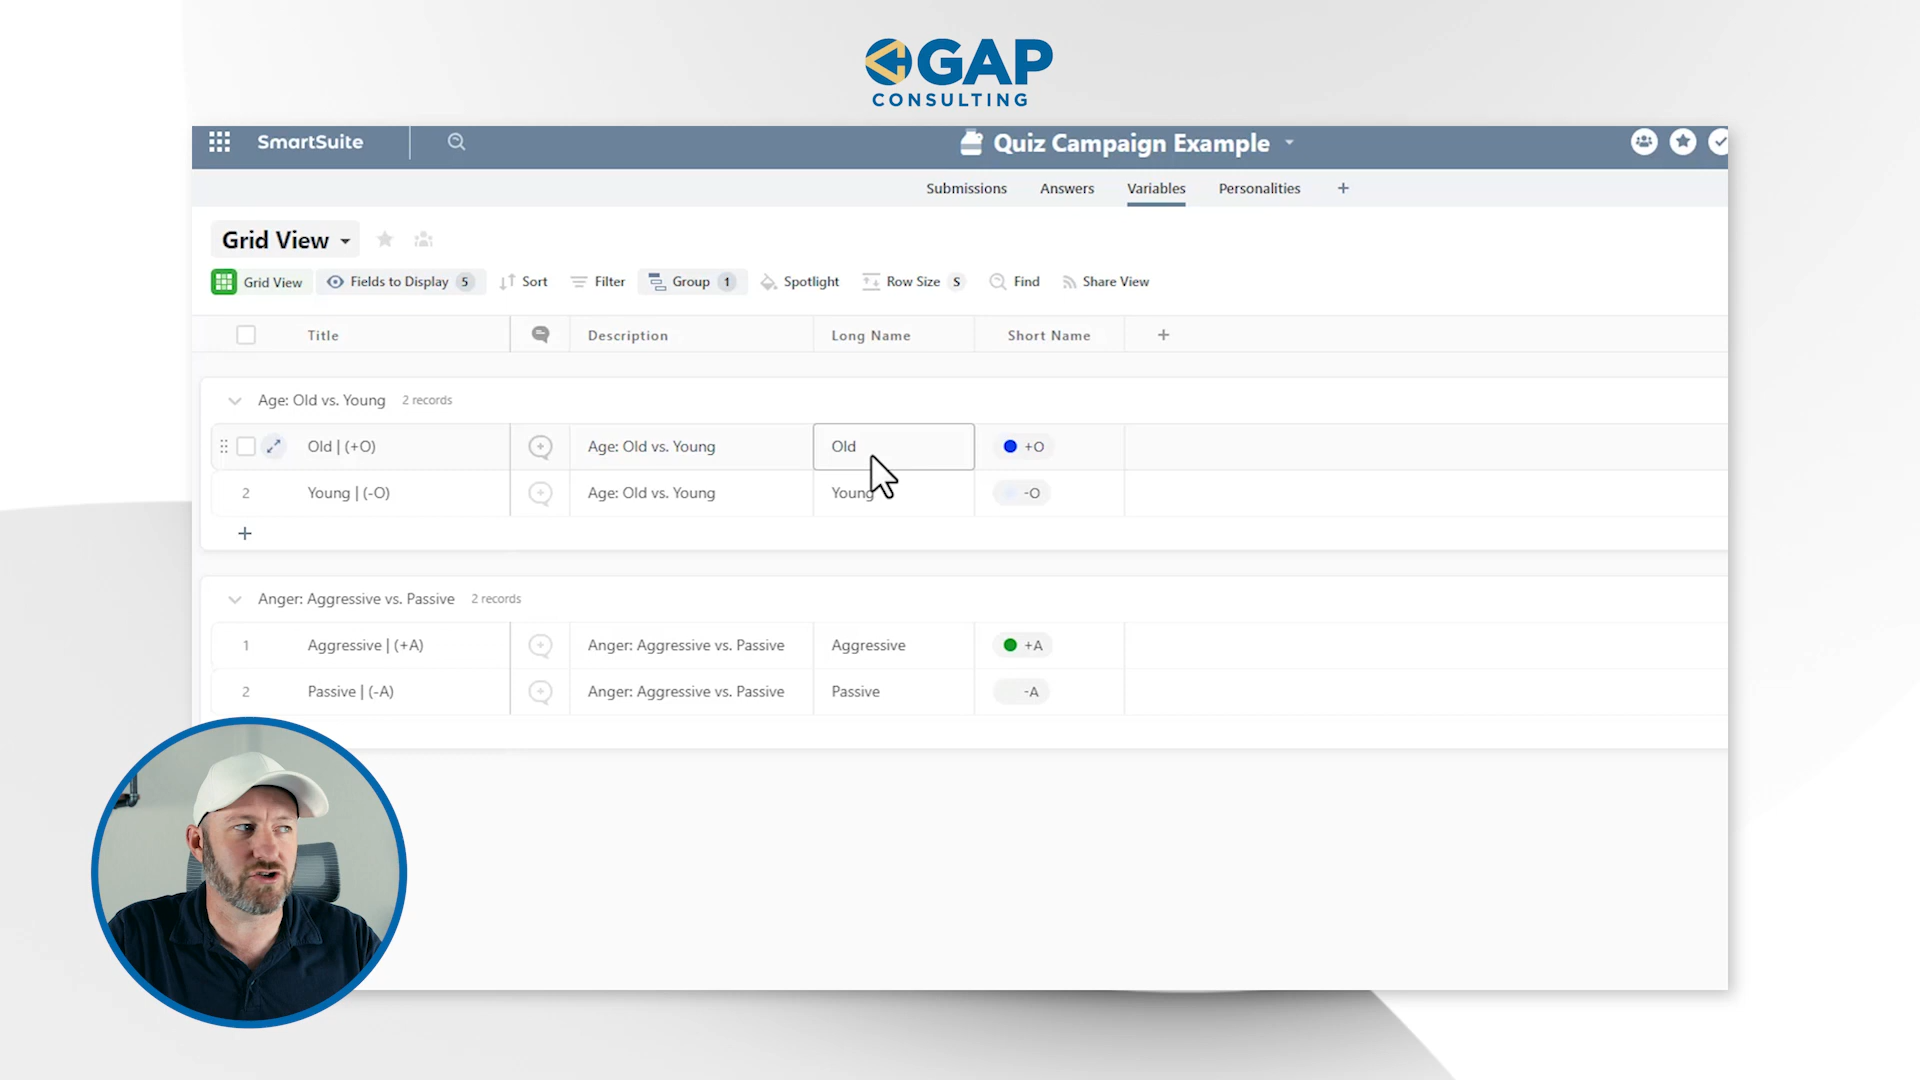 GAP
CONSULTING
SmartSuite
Quiz Campaign Example
Submissions Answers Variables Personalities +
Grid View
Grid View Fields to Display 5 Sort Filter Group 1 Spotlight Row Size S Find Share View
Title Description Long Name Short Name +
Age: Old vs. Young 2 records
Old | (+O) Age: Old vs. Young Old +O
2 Young | (-O) Age: Old vs. Young Young -O
+
Anger: Aggressive vs. Passive 2 records
1 Aggressive | (+A) Anger: Aggressive vs. Passive Aggressive +A
2 Passive | (-A) Anger: Aggressive vs. Passive Passive -A